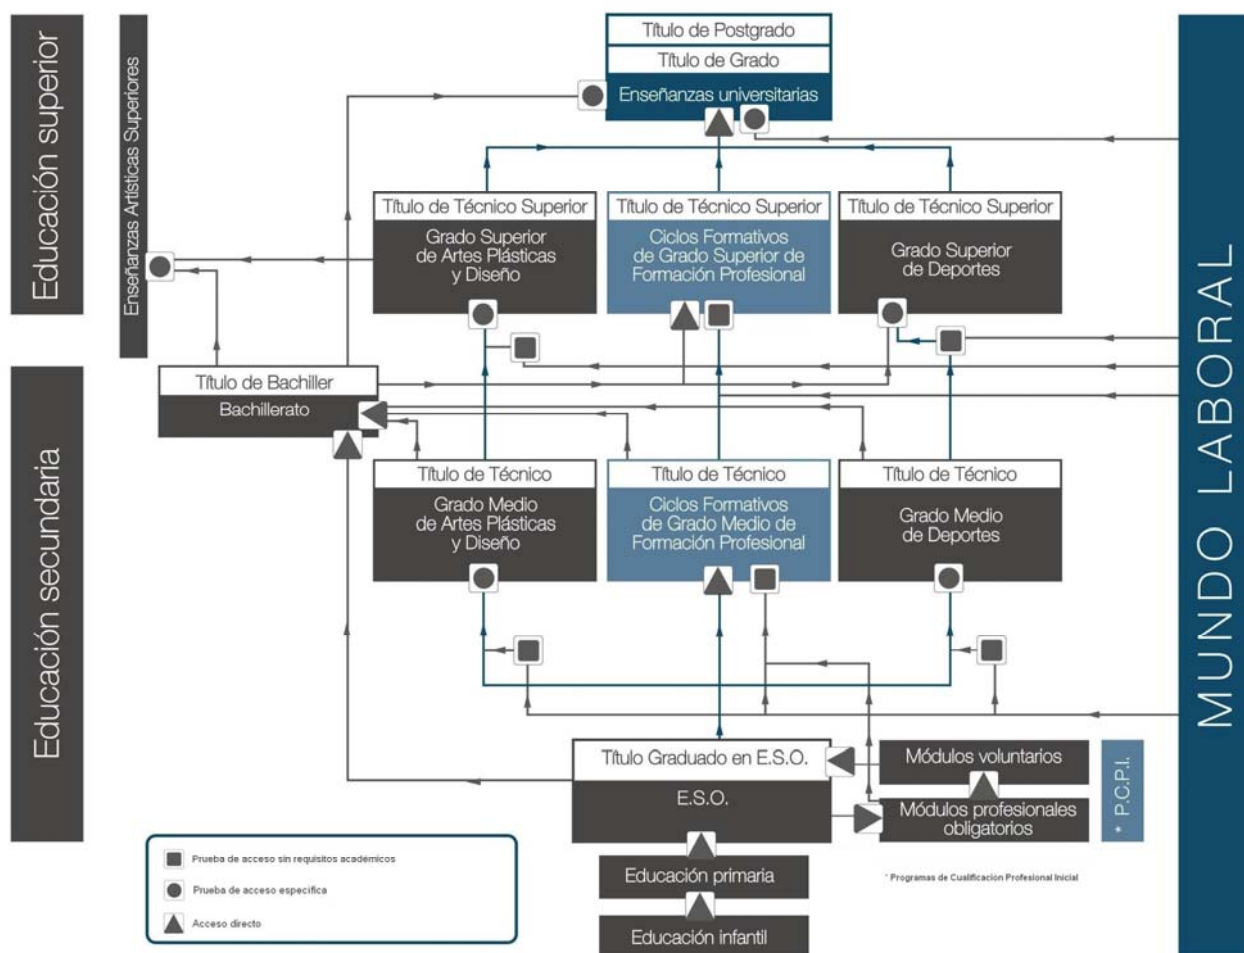 Educación superior
Enseñanzas Artísticas Superiores
Título de Postgrado
Título de Grado
Enseñanzas universitarias
Título de Técnico Superior
Grado Superior
de Artes Plásticas
y Diseño
Título de Técnico Superior
Ciclos Formativos
de Grado Superior de
Formación Profesional
Título de Técnico Superior
Grado Superior
de Deportes
MUNDO LABORAL
Educación secundaria
Título de Bachiller
Bachillerato
Título de Técnico
Grado Medio
de Artes Plásticas
y Diseño
Título de Técnico
Ciclos Formativos
de Grado Medio de
Formación Profesional
Título de Técnico
Grado Medio
de Deportes
Título Graduado en E.S.O.
E.S.O.
Módulos voluntarios
Módulos profesionales
obligatorios
* P.C.P.I.
Educación primaria
Educación infantil
* Programas de Cualificación Profesional Inicial
Prueba de acceso sin requisitos académicos
Prueba de acceso específica
Acceso directo